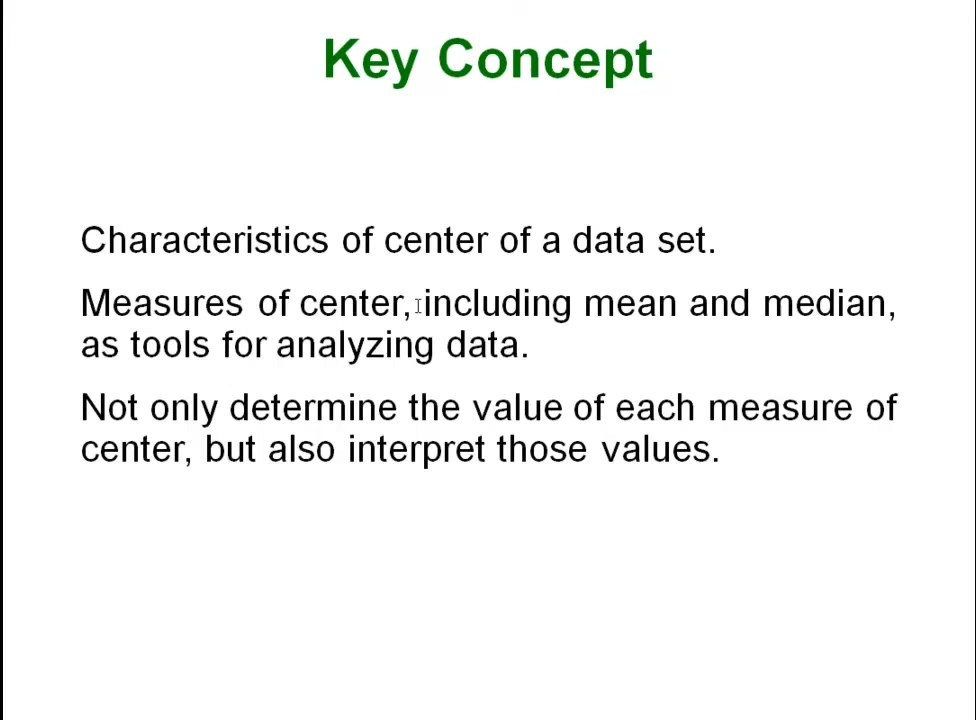 Key Concept
Characteristics of center of a data set.
Measures of center, including mean and median,
as tools for analyzing data.
Not only determine the value of each measure of
center, but also interpret those values.